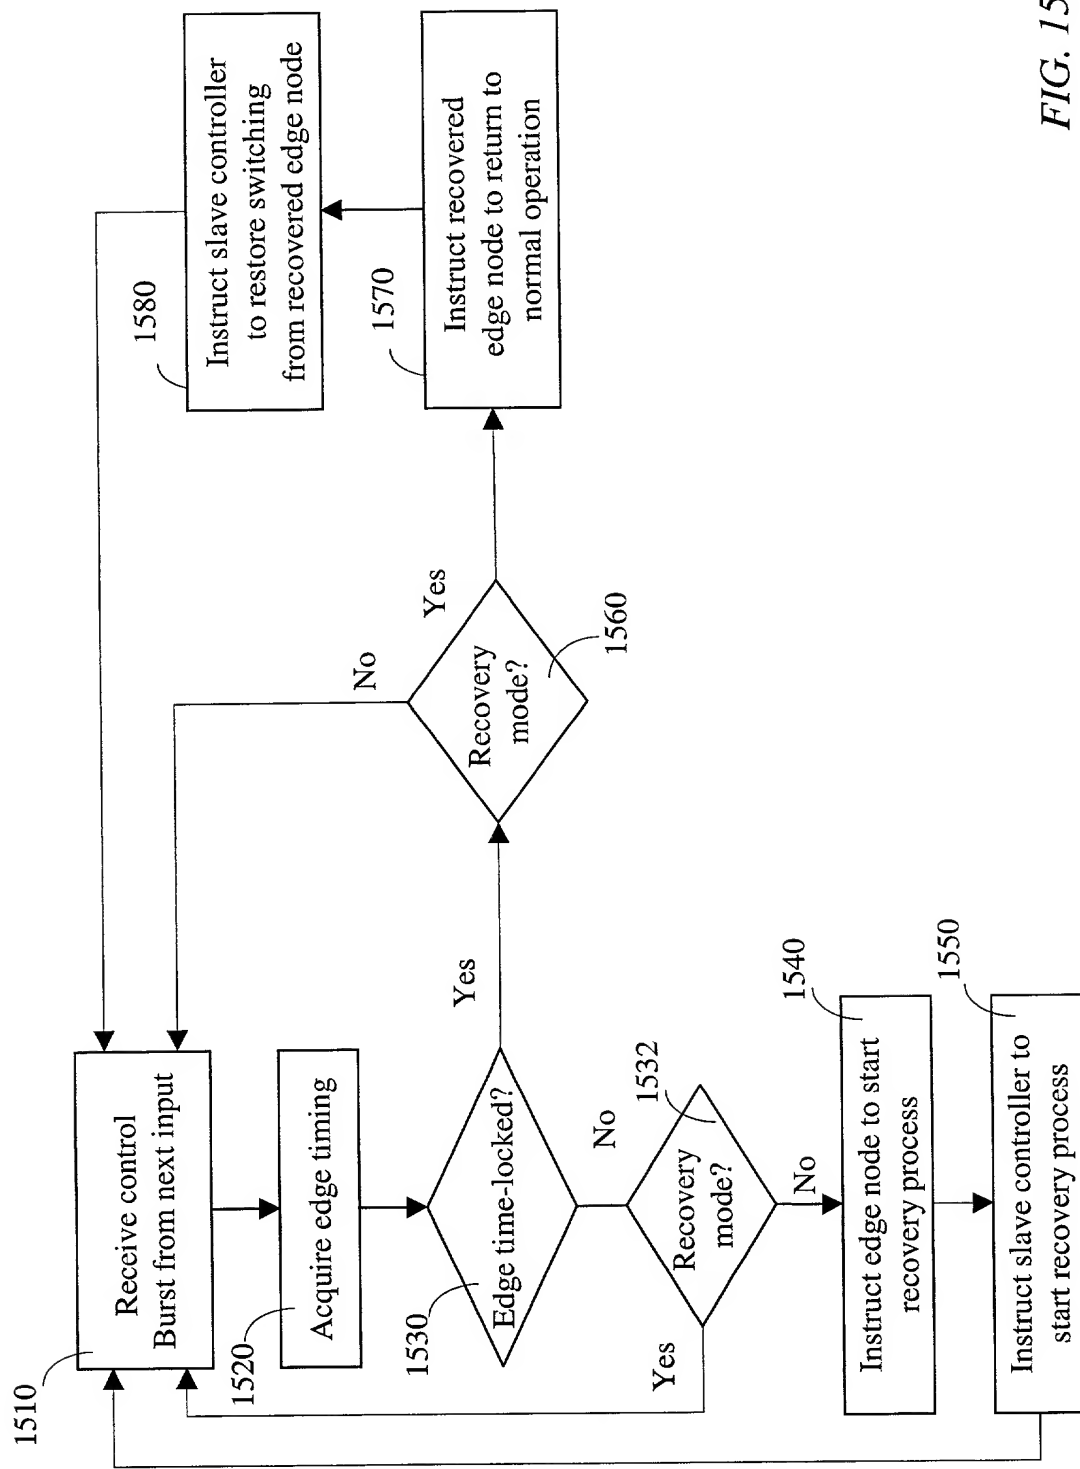 1510
Receive control
Burst from next input
1520
Acquire edge timing
1530
Edge time-locked?
Yes
No
1532
Recovery
mode?
Yes
No
1540
Instruct edge node to start
recovery process
1550
Instruct slave controller to
start recovery process
1560
Recovery
mode?
No
Yes
1570
Instruct recovered
edge node to return to
normal operation
1580
Instruct slave controller
to restore switching
from recovered edge node
FIG. 15